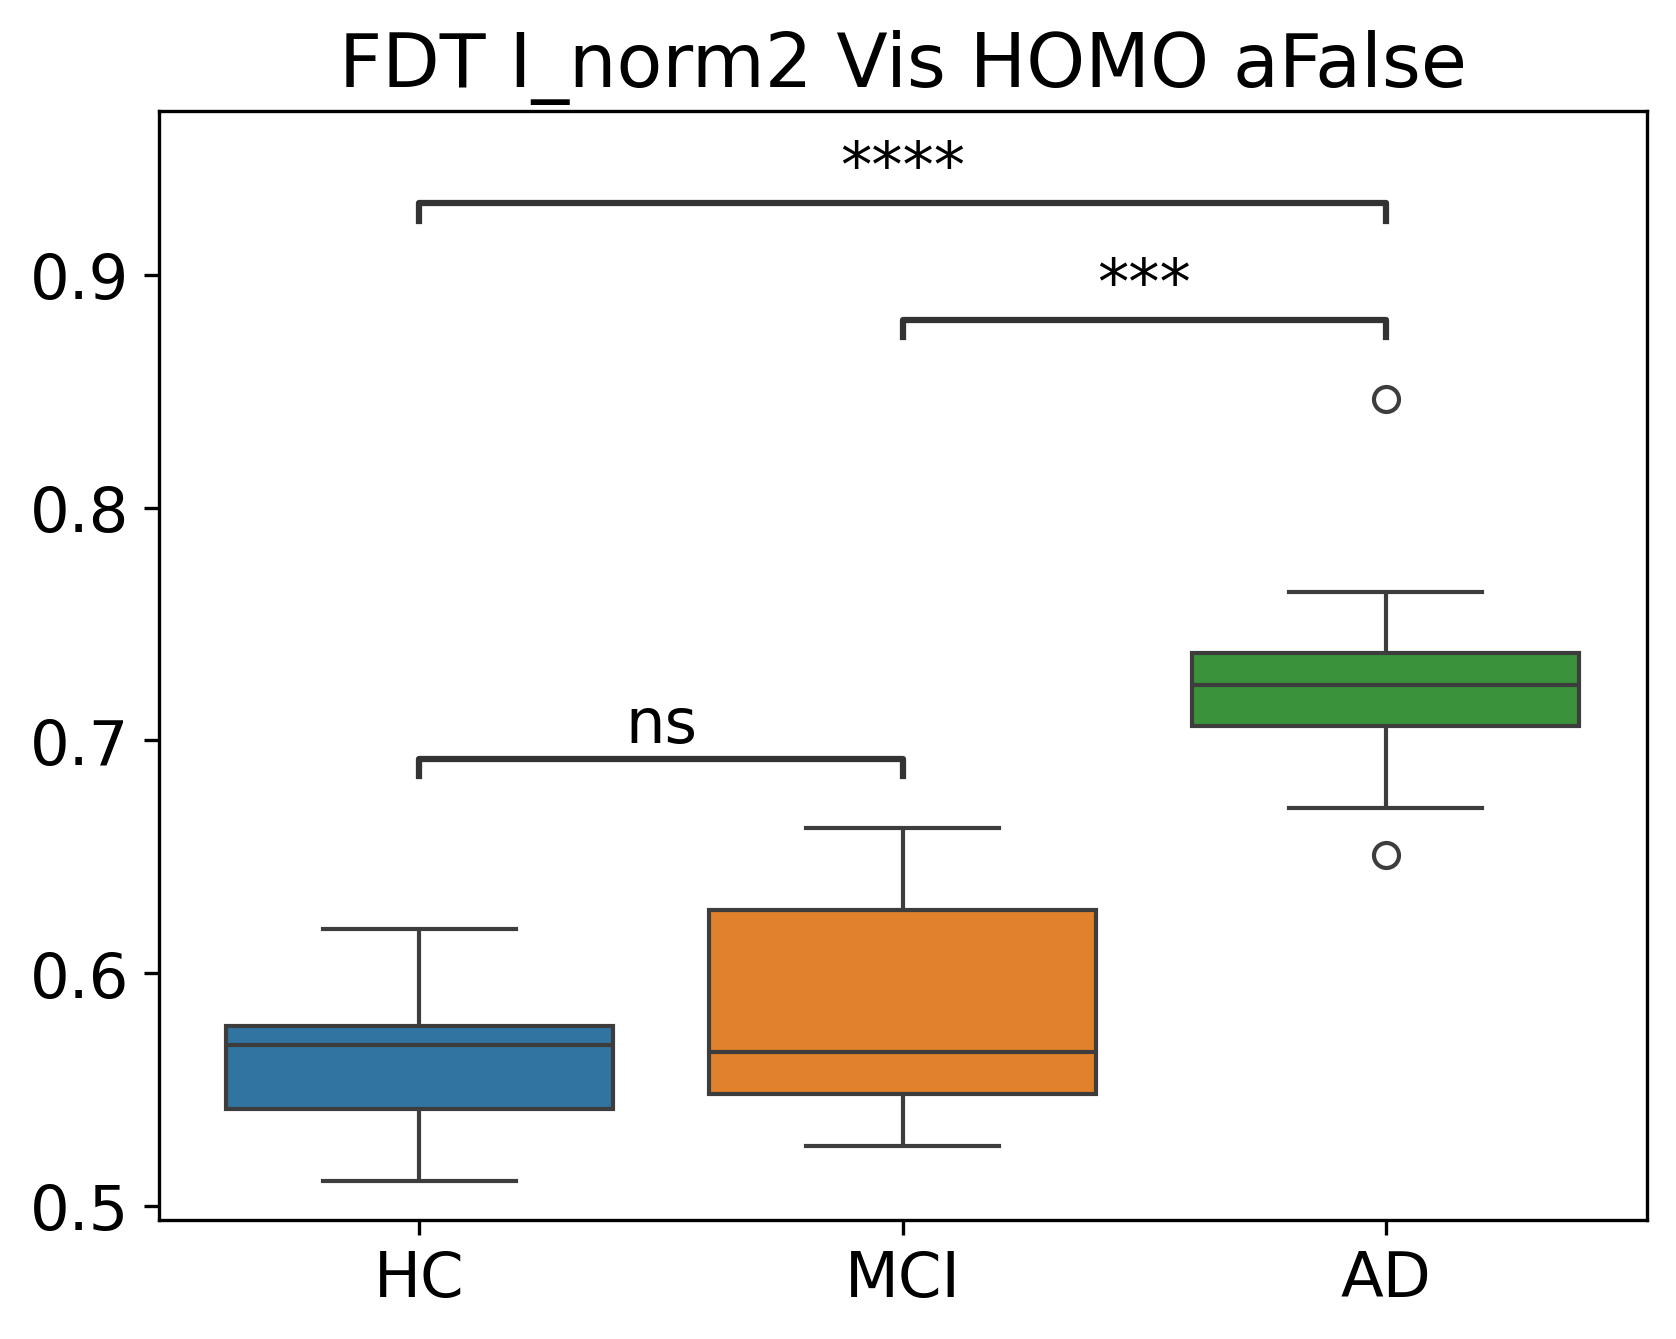 FDT I_norm2 Vis HOMO aFalse
****
***
ns
0.9
0.8
0.7
0.6
0.5
HC MCI AD